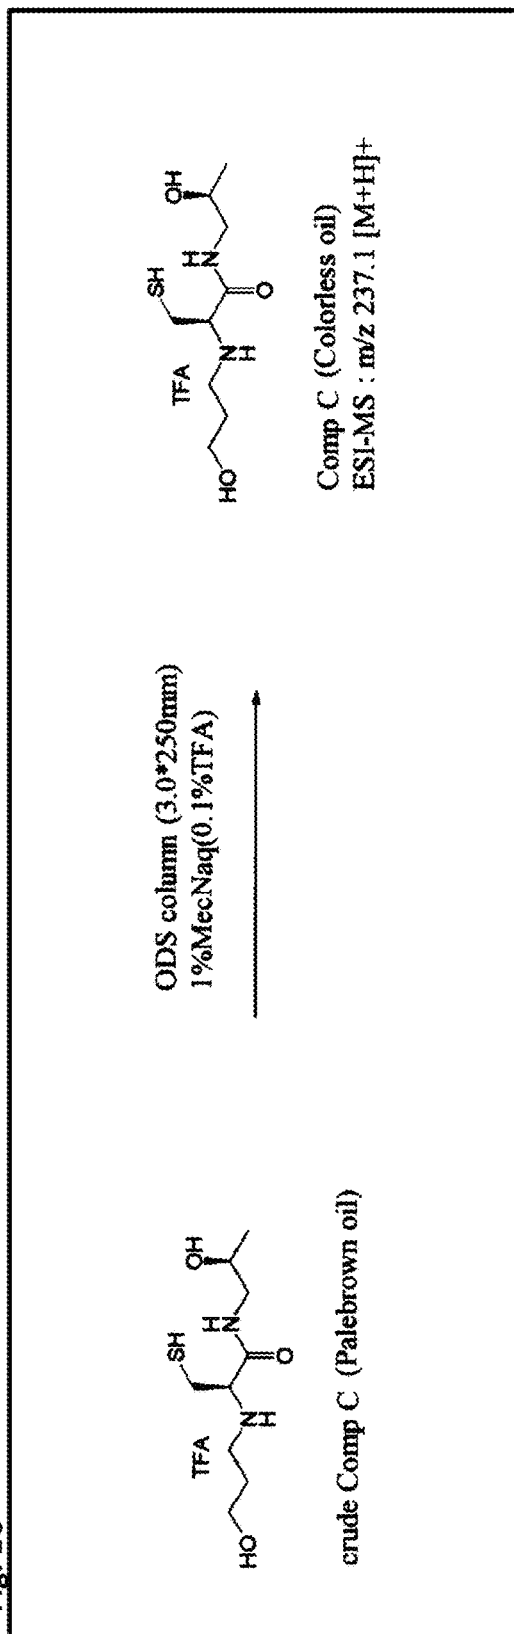 SH
OH
TFA
H
N
N
H
O
HO
crude Comp C (Palebrown oil)
ODS column (3.0*250mm)
1%MecNaq(0.1%TFA)
SH
OH
TFA
H
N
N
H
O
HO
Comp C (Colorless oil)
ESI-MS : m/z 237.1 [M+H]+